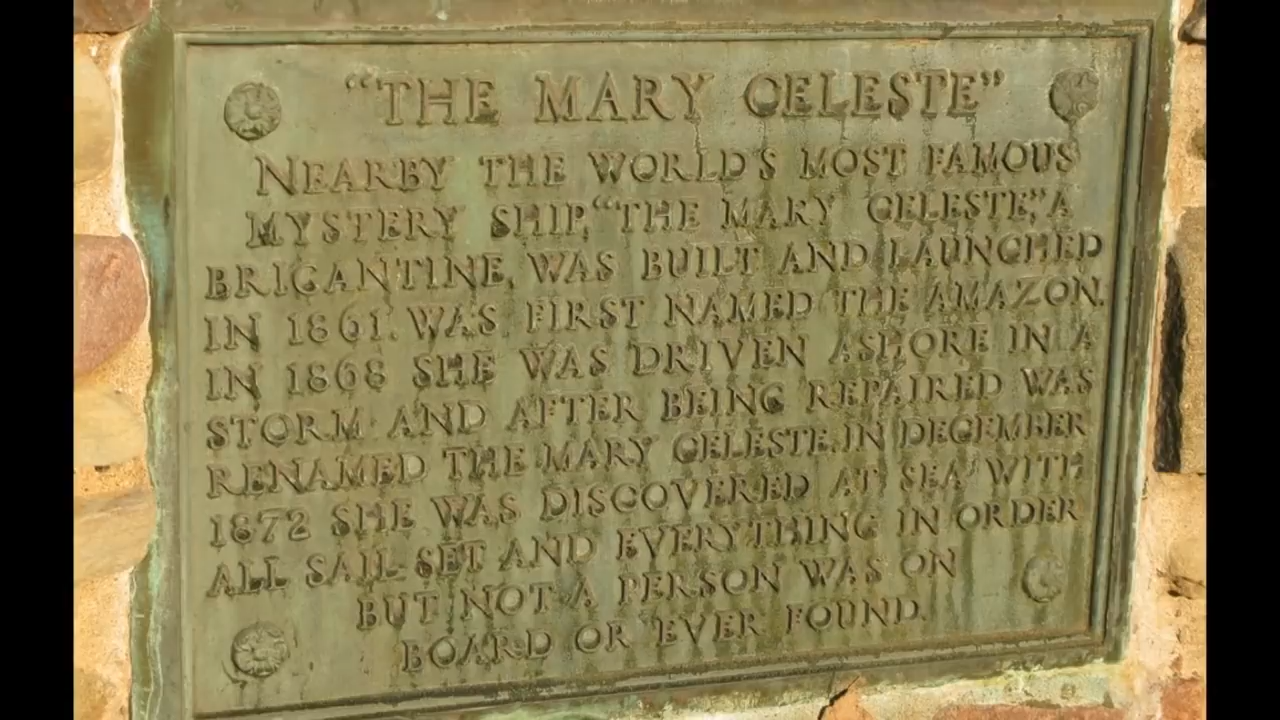 "THE MARY CELESTE"
NEARBY THE WORLD'S MOST FAMOUS
MYSTERY SHIP, "THE MARY CELESTE," A
BRIGANTINE, WAS BUILT AND LAUNCHED
IN 1861. WAS FIRST NAMED THE AMAZON.
IN 1868 SHE WAS DRIVEN ASHORE IN A
STORM AND AFTER BEING REPAIRED WAS
RENAMED THE MARY CELESTE. IN DECEMBER
1872 SHE WAS DISCOVERED AT SEA WITH
ALL SAIL SET AND EVERYTHING IN ORDER
BUT NOT A PERSON WAS ON
BOARD OR EVER FOUND.